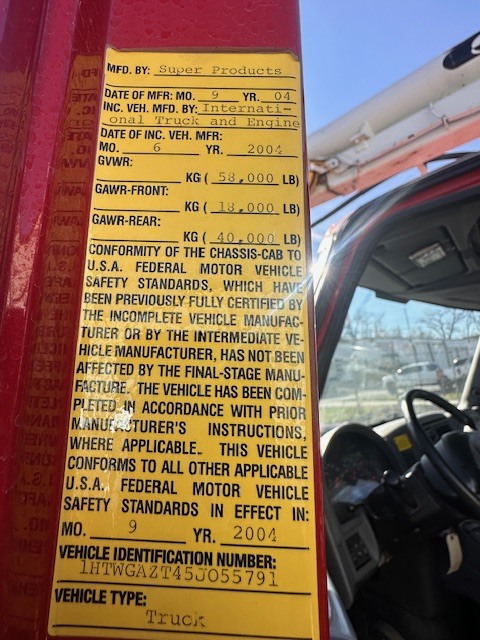 MFD. BY: Super Products
DATE OF MFR: MO. 9 YR. 04
INC. VEH. MFD. BY: Internati-
onal Truck and Engine
DATE OF INC. VEH. MFR:
MO. 6 YR. 2004
GVWR:
KG ( 58,000 LB)
GAWR-FRONT:
KG ( 18,000 LB)
GAWR-REAR:
KG ( 40,000 LB)
CONFORMITY OF THE CHASSIS-CAB TO
U.S.A. FEDERAL MOTOR VEHICLE
SAFETY STANDARDS, WHICH HAVE
BEEN PREVIOUSLY FULLY CERTIFIED BY
THE INCOMPLETE VEHICLE MANUFAC-
TURER OR BY THE INTERMEDIATE VE-
HICLE MANUFACTURER, HAS NOT BEEN
AFFECTED BY THE FINAL-STAGE MANU-
FACTURE. THE VEHICLE HAS BEEN COM-
PLETED IN ACCORDANCE WITH PRIOR
MANUFACTURER'S INSTRUCTIONS,
WHERE APPLICABLE. THIS VEHICLE
CONFORMS TO ALL OTHER APPLICABLE
U.S.A. FEDERAL MOTOR VEHICLE
SAFETY STANDARDS IN EFFECT IN:
MO. 9 YR. 2004
VEHICLE IDENTIFICATION NUMBER:
1HTWGAZT45J055791
VEHICLE TYPE:
Truck